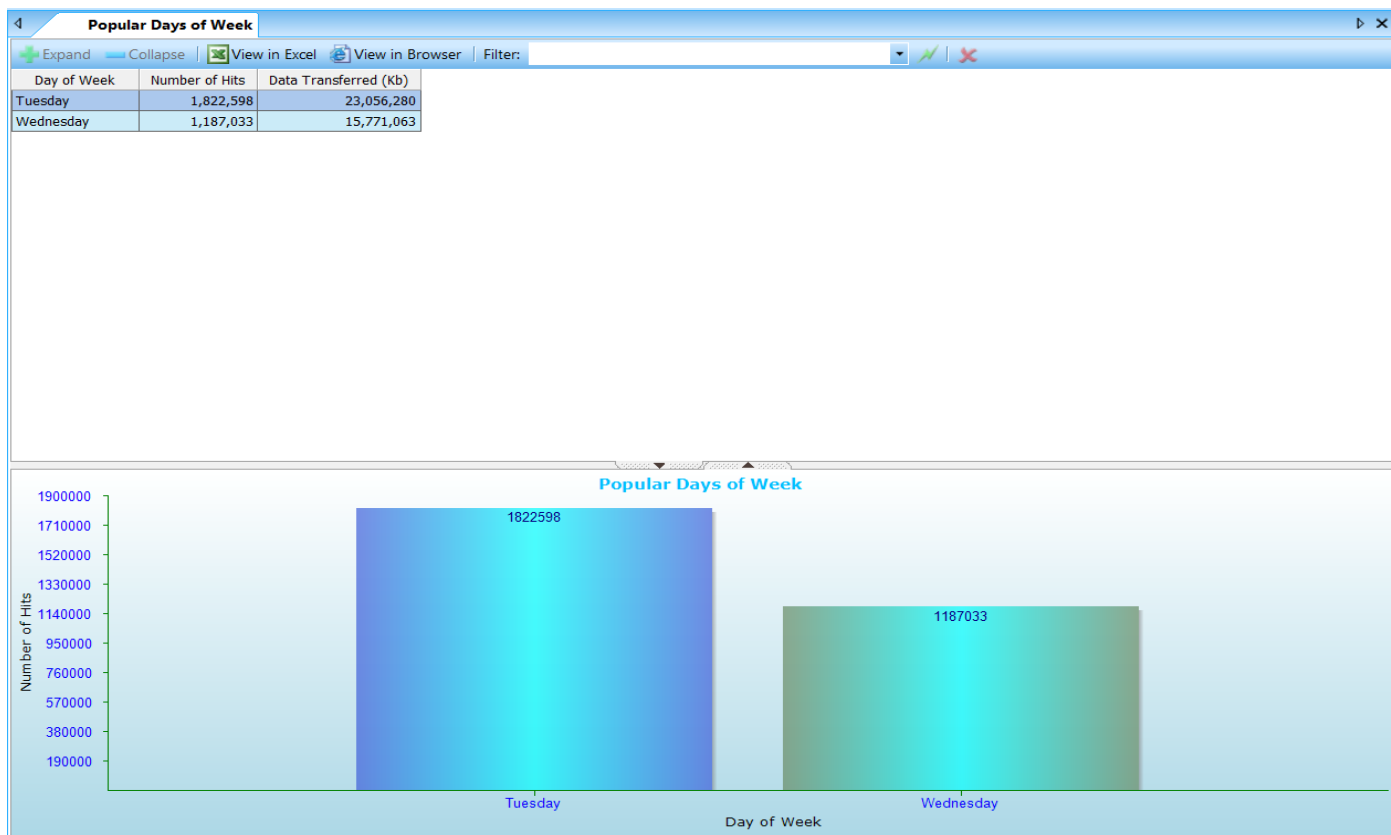 Popular Days of Week
Expand Collapse View in Excel View in Browser Filter:
Day of Week Number of Hits Data Transferred (Kb)
Tuesday 1,822,598 23,056,280
Wednesday 1,187,033 15,771,063
Popular Days of Week
1900000
1710000
1520000
1330000
1140000
950000
760000
570000
380000
190000
Number of Hits
1822598
1187033
Tuesday Wednesday
Day of Week